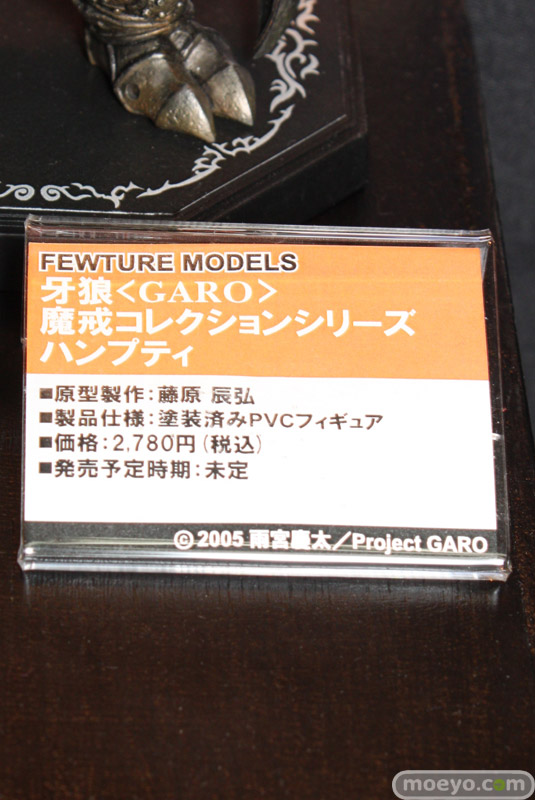 FEWTURE MODELS
牙狼<GARO>
魔戒コレクションシリーズ
ハンプティ
■原型製作：藤原 辰弘
■製品仕様：塗装済みPVCフィギュア
■価格：2,780円（税込）
■発売予定時期：未定
© 2005 雨宮慶太／Project GARO
moeyo.com